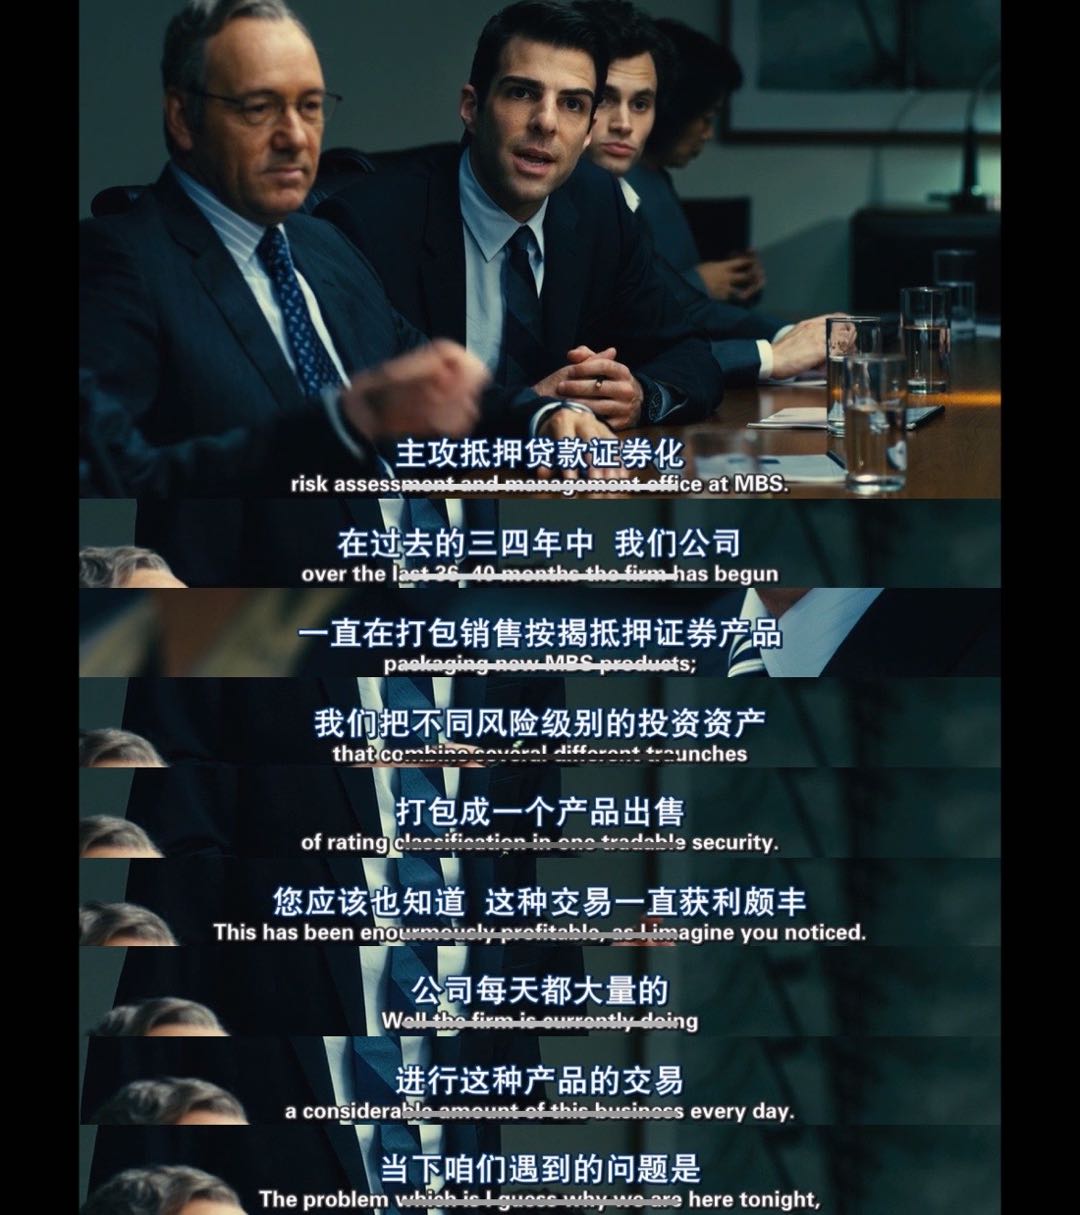 主攻抵押贷款证券化
risk assessment and management office at MBS.
在过去的三四年中 我们公司
over the last 36, 40 months the firm has begun
一直在打包销售按揭抵押证券产品
packaging new MBS products;
我们把不同风险级别的投资资产
that combine several different traunches
打包成一个产品出售
of rating classification in one tradable security.
您应该也知道 这种交易一直获利颇丰
This has been enourmously profitable, as I imagine you noticed.
公司每天都大量的
Well the firm is currently doing
进行这种产品的交易
a considerable amount of this business every day.
当下咱们遇到的问题是
The problem which is I guess why we are here tonight,